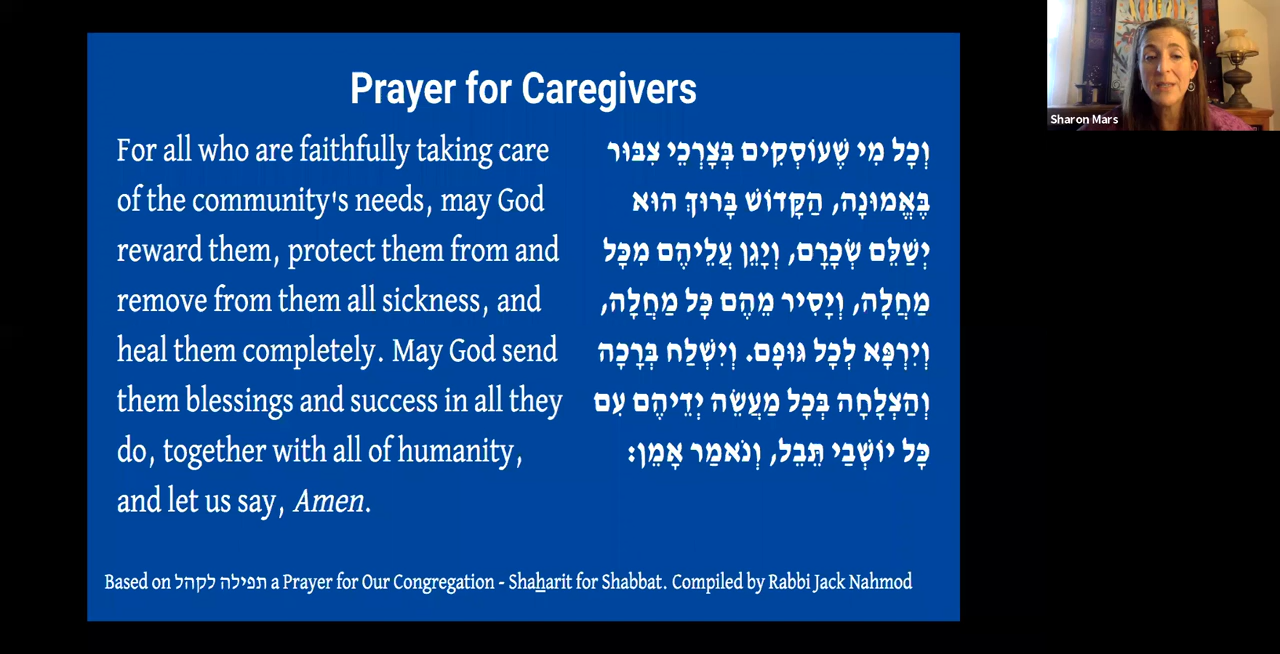 Prayer for Caregivers
For all who are faithfully taking care
of the community's needs, may God
reward them, protect them from and
remove from them all sickness, and
heal them completely. May God send
them blessings and success in all they
do, together with all of humanity,
and let us say, Amen.
וְכָל מִי שֶׁעוֹסְקִים בְּצָרְכֵי צִבּוּר
בֶּאֱמוּנָה, הַקָּדוֹשׁ בָּרוּךְ הוּא
יְשַׁלֵּם שְׂכָרָם, וְיָגֵן עֲלֵיהֶם מִכָּל
מַחֲלָה, וְיָסִיר מֵהֶם כָּל מַחֲלָה,
וְיִרְפָּא לְכָל גּוּפָם. וְיִשְׁלַח בְּרָכָה
וְהַצְלָחָה בְּכָל מַעֲשֵׂה יְדֵיהֶם עִם
כָּל יוֹשְׁבַי תֵּבֵל, וְנֹאמַר אָמֵן:
Based on תפילה לקהל a Prayer for Our Congregation - Shaẖarit for Shabbat. Compiled by Rabbi Jack Nahmod
Sharon Mars